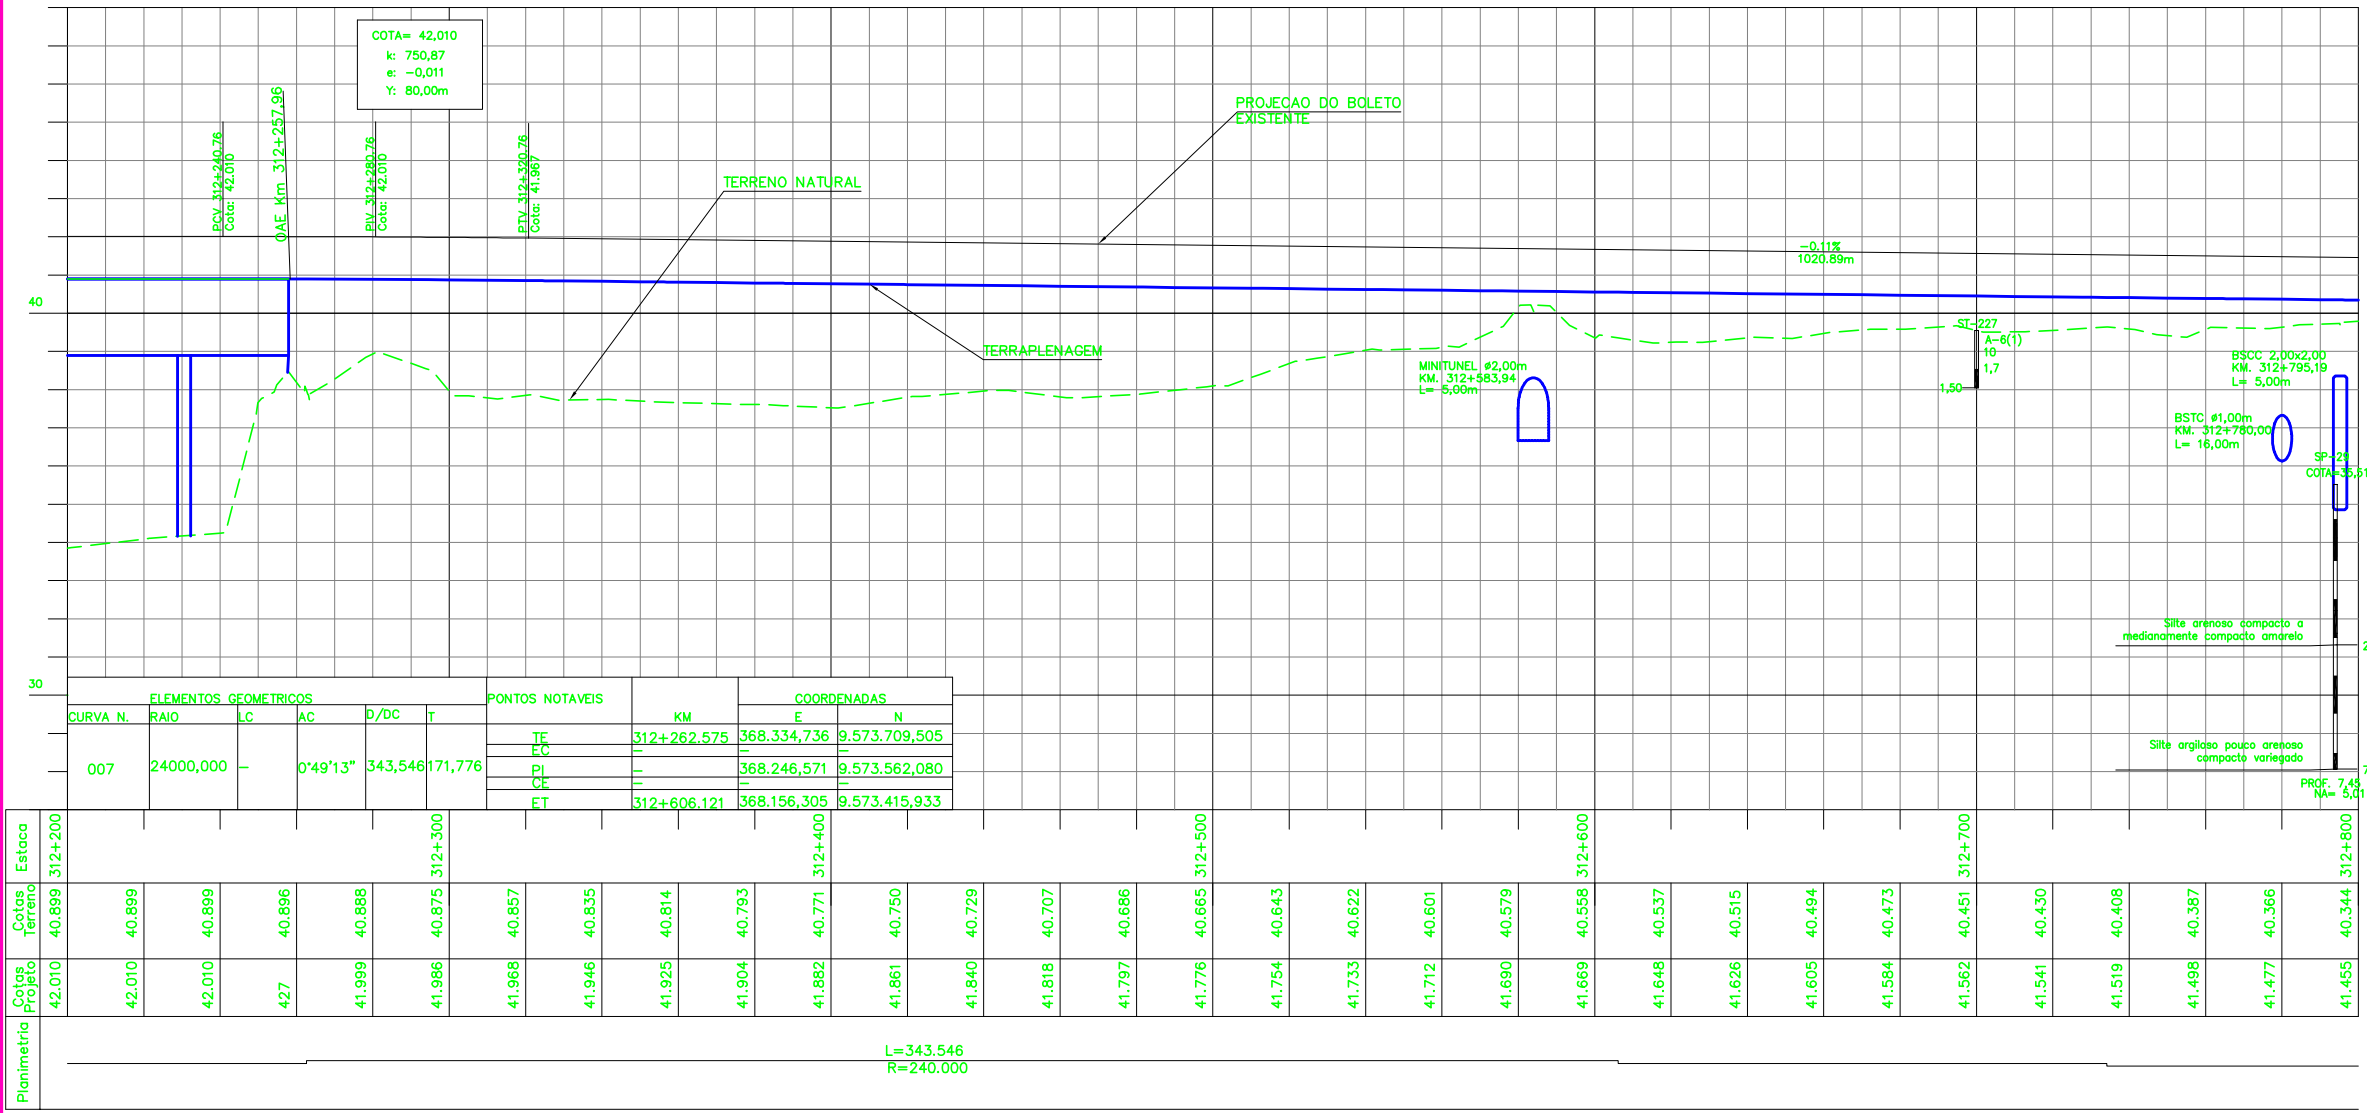 COTA= 42,010
k: 750,87
e: -0,011
Y: 80.00m
PCV 312+240.76
Cota: 42.010
OAE Km 312+257,96
PIV 312+280.76
Cota: 42.010
PTV 312+320.76
Cota: 41.967
TERRENO NATURAL
PROJECAO DO BOLETO
EXISTENTE
-0.11%
1020.89m
40
TERRAPLENAGEM
MINITUNEL ø2,00m
KM. 312+583,94
L= 5,00m
ST-227
A-6(1)
10
1,7
1,50
BSCC 2,00x2,00
KM. 312+795,19
L= 5,00m
BSTC ø1,00m
KM. 312+780,00
L= 16,00m
SP-29
COTA=35,51
Silte arenoso compacto a
medianamente compacto amarelo
2
Silte argiloso pouco arenoso
compacto variegado
7
PROF. 7,45
NA= 5,01
30
ELEMENTOS GEOMETRICOS
PONTOS NOTAVEIS
COORDENADAS
CURVA N. RAIO LC AC D/DC T KM E N
007 24000,000 – 0°49'13" 343,546 171,776
TE 312+262.575 368.334,736 9.573.709,505
EC – – –
PI – 368.246,571 9.573.562,080
CE – – –
ET 312+606.121 368.156,305 9.573.415,933
Estaca 312+200 312+300 312+400 312+500 312+600 312+700 312+800
Cotas
Terreno
40.899 40.899 40.899 40.896 40.888 40.875 40.857 40.835 40.814 40.793 40.771 40.750 40.729 40.707 40.686 40.665 40.643 40.622 40.601 40.579 40.558 40.537 40.515 40.494 40.473 40.451 40.430 40.408 40.387 40.366 40.344
Cotas
Projeto
42.010 42.010 42.010 427 41.999 41.986 41.968 41.946 41.925 41.904 41.882 41.861 41.840 41.818 41.797 41.776 41.754 41.733 41.712 41.690 41.669 41.648 41.626 41.605 41.584 41.562 41.541 41.519 41.498 41.477 41.455
Planimetria
L=343.546
R=240.000